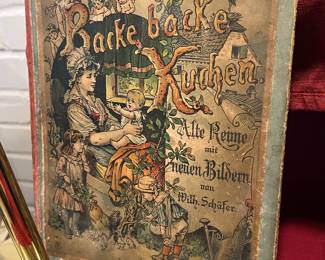 Backe, backe
Kuchen.
Alte Reime
mit
neuen Bildern
von
Wilh. Schäfer.